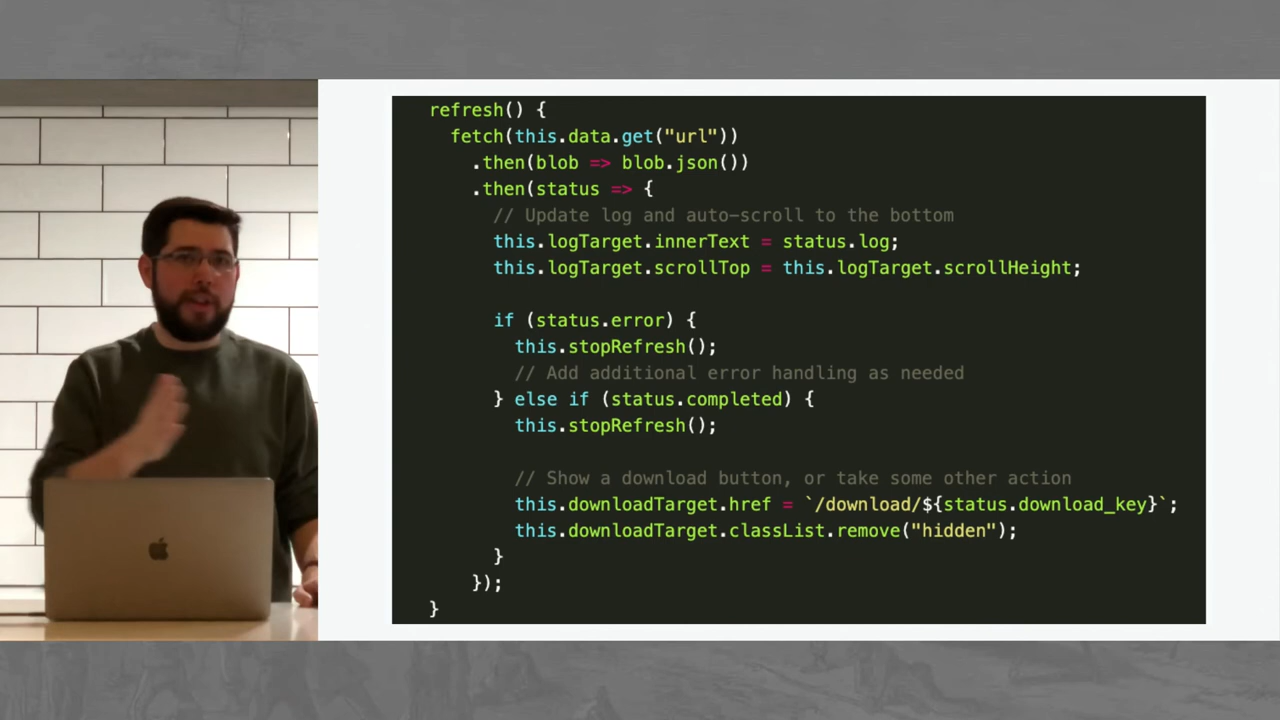 refresh() {
fetch(this.data.get("url"))
.then(blob => blob.json())
.then(status => {
// Update log and auto-scroll to the bottom
this.logTarget.innerText = status.log;
this.logTarget.scrollTop = this.logTarget.scrollHeight;
if (status.error) {
this.stopRefresh();
// Add additional error handling as needed
} else if (status.completed) {
this.stopRefresh();
// Show a download button, or take some other action
this.downloadTarget.href = `/download/${status.download_key}`;
this.downloadTarget.classList.remove("hidden");
}
});
}